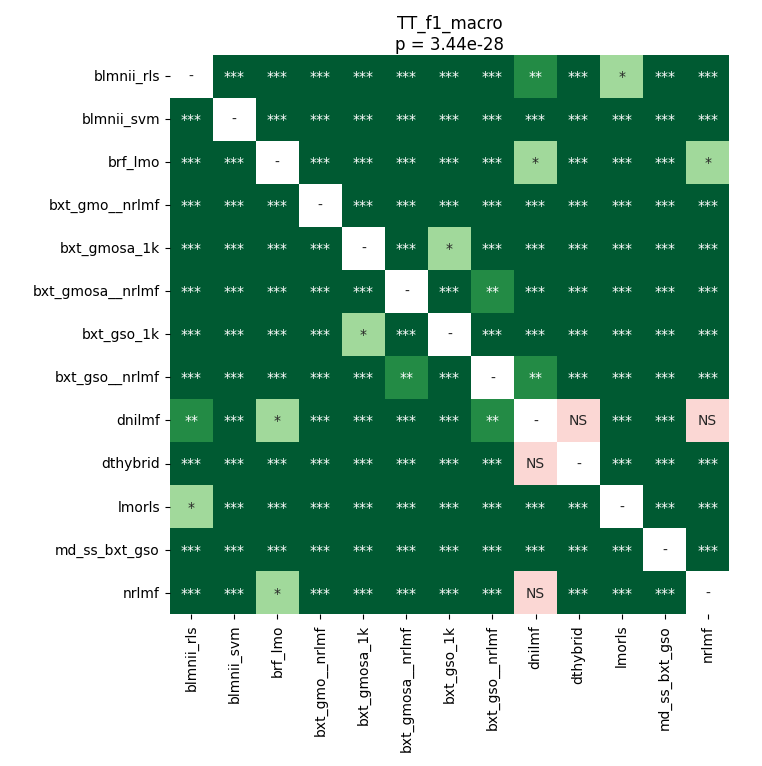 TT_f1_macro
p = 3.44e-28
blmnii_rls - *** *** *** *** *** *** *** ** *** * *** ***
blmnii_svm *** - *** *** *** *** *** *** *** *** *** *** ***
brf_lmo *** *** - *** *** *** *** *** * *** *** *** *
bxt_gmo__nrlmf *** *** *** - *** *** *** *** *** *** *** *** ***
bxt_gmosa_1k *** *** *** *** - *** * *** *** *** *** *** ***
bxt_gmosa__nrlmf *** *** *** *** *** - *** ** *** *** *** *** ***
bxt_gso_1k *** *** *** *** * *** - *** *** *** *** *** ***
bxt_gso__nrlmf *** *** *** *** *** ** *** - ** *** *** *** ***
dnilmf ** *** * *** *** *** *** ** - NS *** *** NS
dthybrid *** *** *** *** *** *** *** *** NS - *** *** ***
lmorls * *** *** *** *** *** *** *** *** *** - *** ***
md_ss_bxt_gso *** *** *** *** *** *** *** *** *** *** *** - ***
nrlmf *** *** * *** *** *** *** *** NS *** *** *** -
blmnii_rls
blmnii_svm
brf_lmo
bxt_gmo__nrlmf
bxt_gmosa_1k
bxt_gmosa__nrlmf
bxt_gso_1k
bxt_gso__nrlmf
dnilmf
dthybrid
lmorls
md_ss_bxt_gso
nrlmf